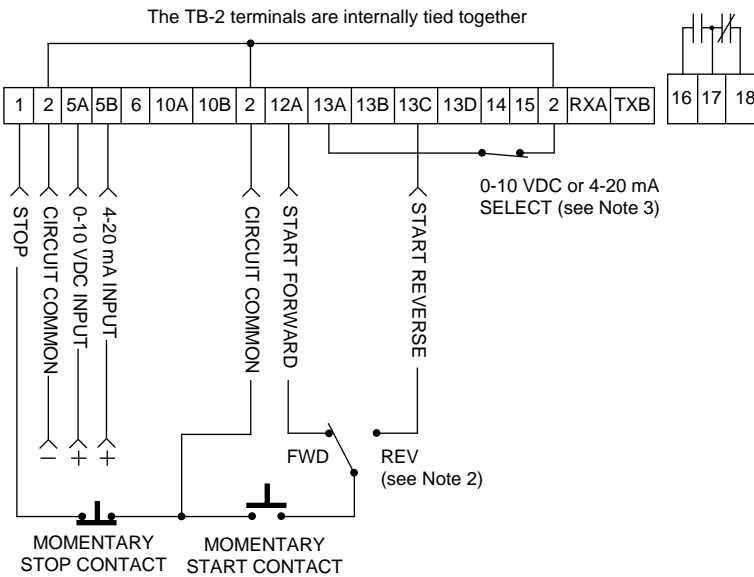 The TB-2 terminals are internally tied together
1 2 5A 5B 6 10A 10B 2 12A 13A 13B 13C 13D 14 15 2 RXA TXB
16 17 18
0-10 VDC or 4-20 mA
SELECT (see Note 3)
STOP
CIRCUIT COMMON
0-10 VDC INPUT
4-20 mA INPUT
CIRCUIT COMMON
START FORWARD
START REVERSE
− + +
FWD
REV
(see Note 2)
MOMENTARY
STOP CONTACT
MOMENTARY
START CONTACT